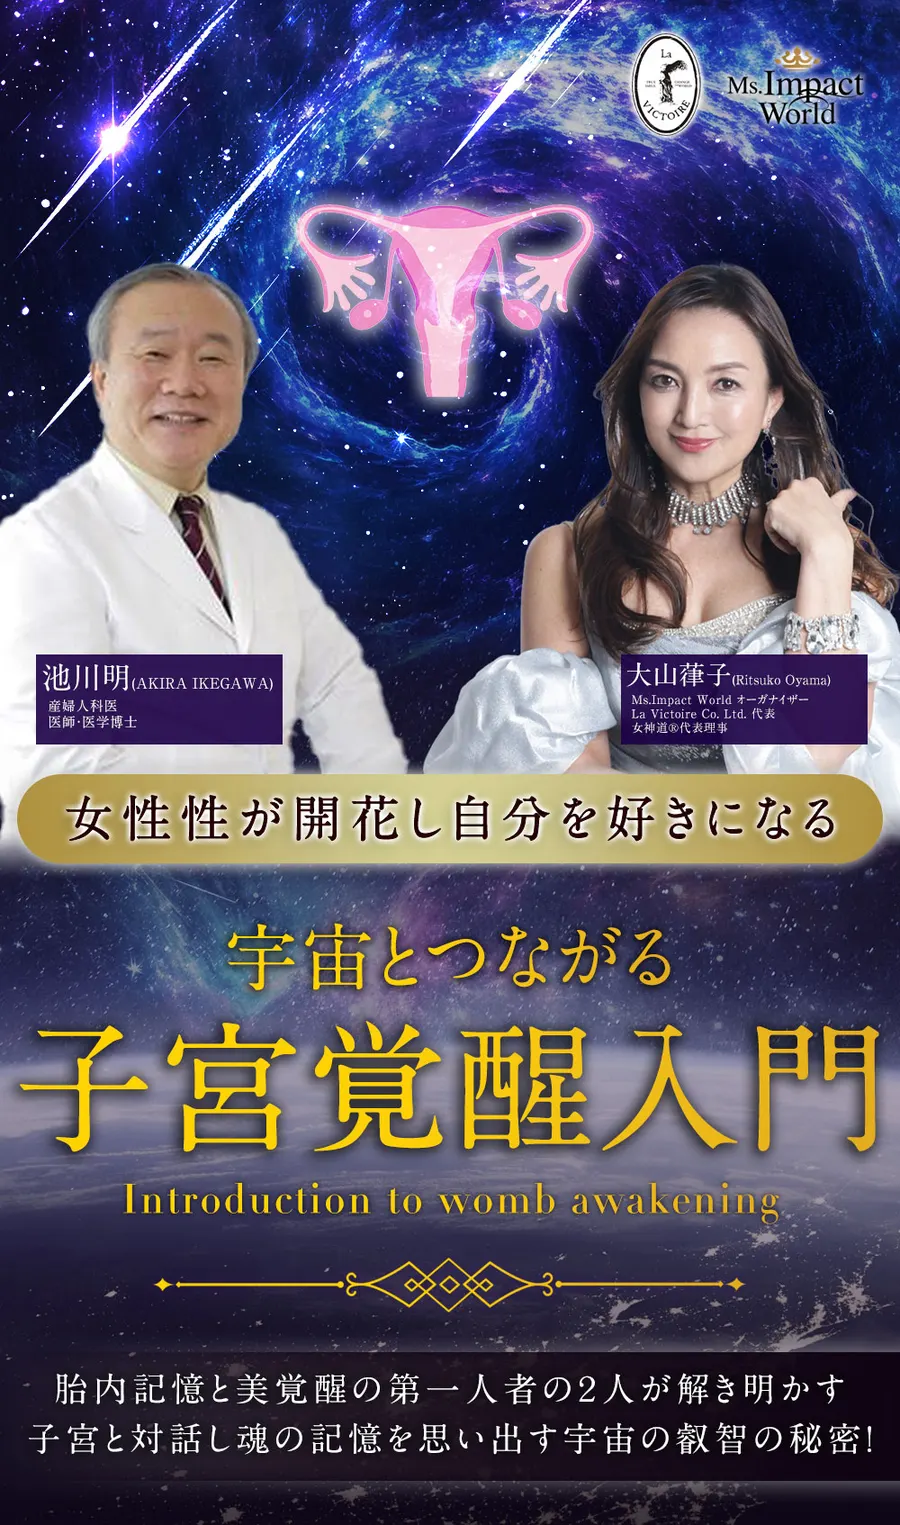 La
VICTOIRE
Ms.Impact
World
池川明(AKIRA IKEGAWA)
産婦人科医
医師・医学博士
大山葎子(Ritsuko Oyama)
Ms.Impact World オーガナイザー
La Victoire Co. Ltd. 代表
女神道®代表理事
女性性が開花し自分を好きになる
宇宙とつながる
子宮覚醒入門
Introduction to womb awakening
胎内記憶と美覚醒の第一人者の2人が解き明かす
子宮と対話し魂の記憶を思い出す宇宙の叡智の秘密!